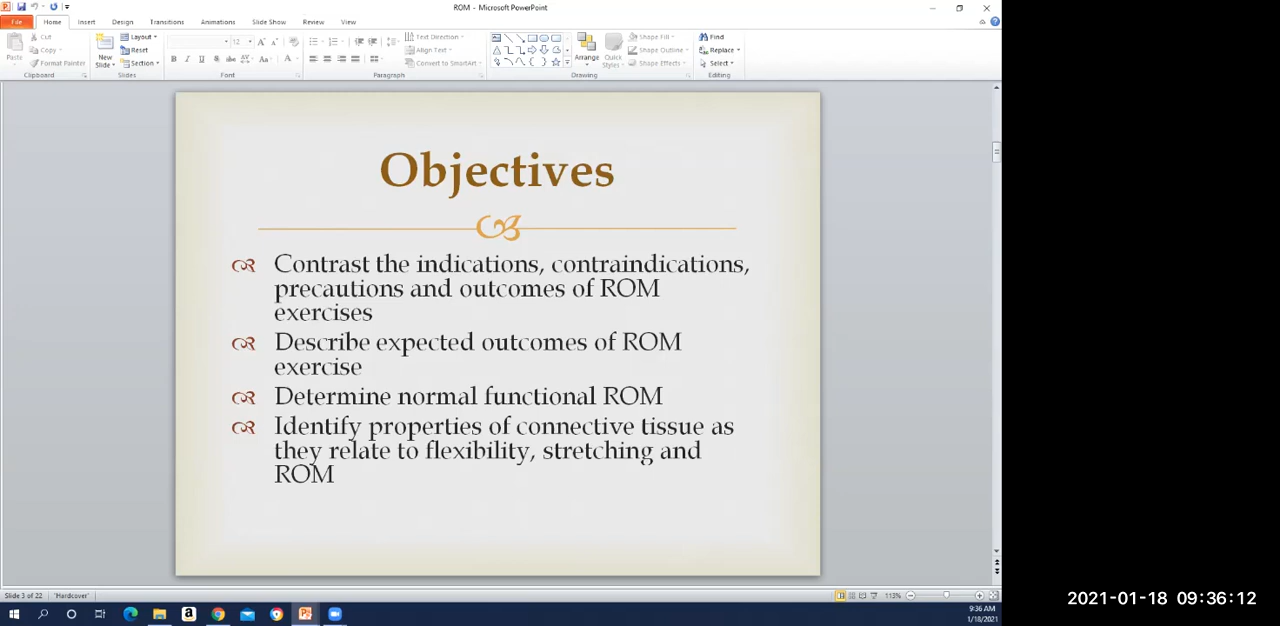 ROM - Microsoft PowerPoint
File Home Insert Design Transitions Animations Slide Show Review View
Cut
Copy
Format Painter
Paste
Clipboard
New
Slide
Layout
Reset
Section
Slides
12
Font
Paragraph
Text Direction
Align Text
Convert to SmartArt
Arrange
Quick
Styles
Shape Fill
Shape Outline
Shape Effects
Drawing
Find
Replace
Select
Editing
Objectives
Contrast the indications, contraindications,
precautions and outcomes of ROM
exercises
Describe expected outcomes of ROM
exercise
Determine normal functional ROM
Identify properties of connective tissue as
they relate to flexibility, stretching and
ROM
Slide 3 of 22 "Hardcover"
113%
9:36 AM
1/18/2021
2021-01-18 09:36:12